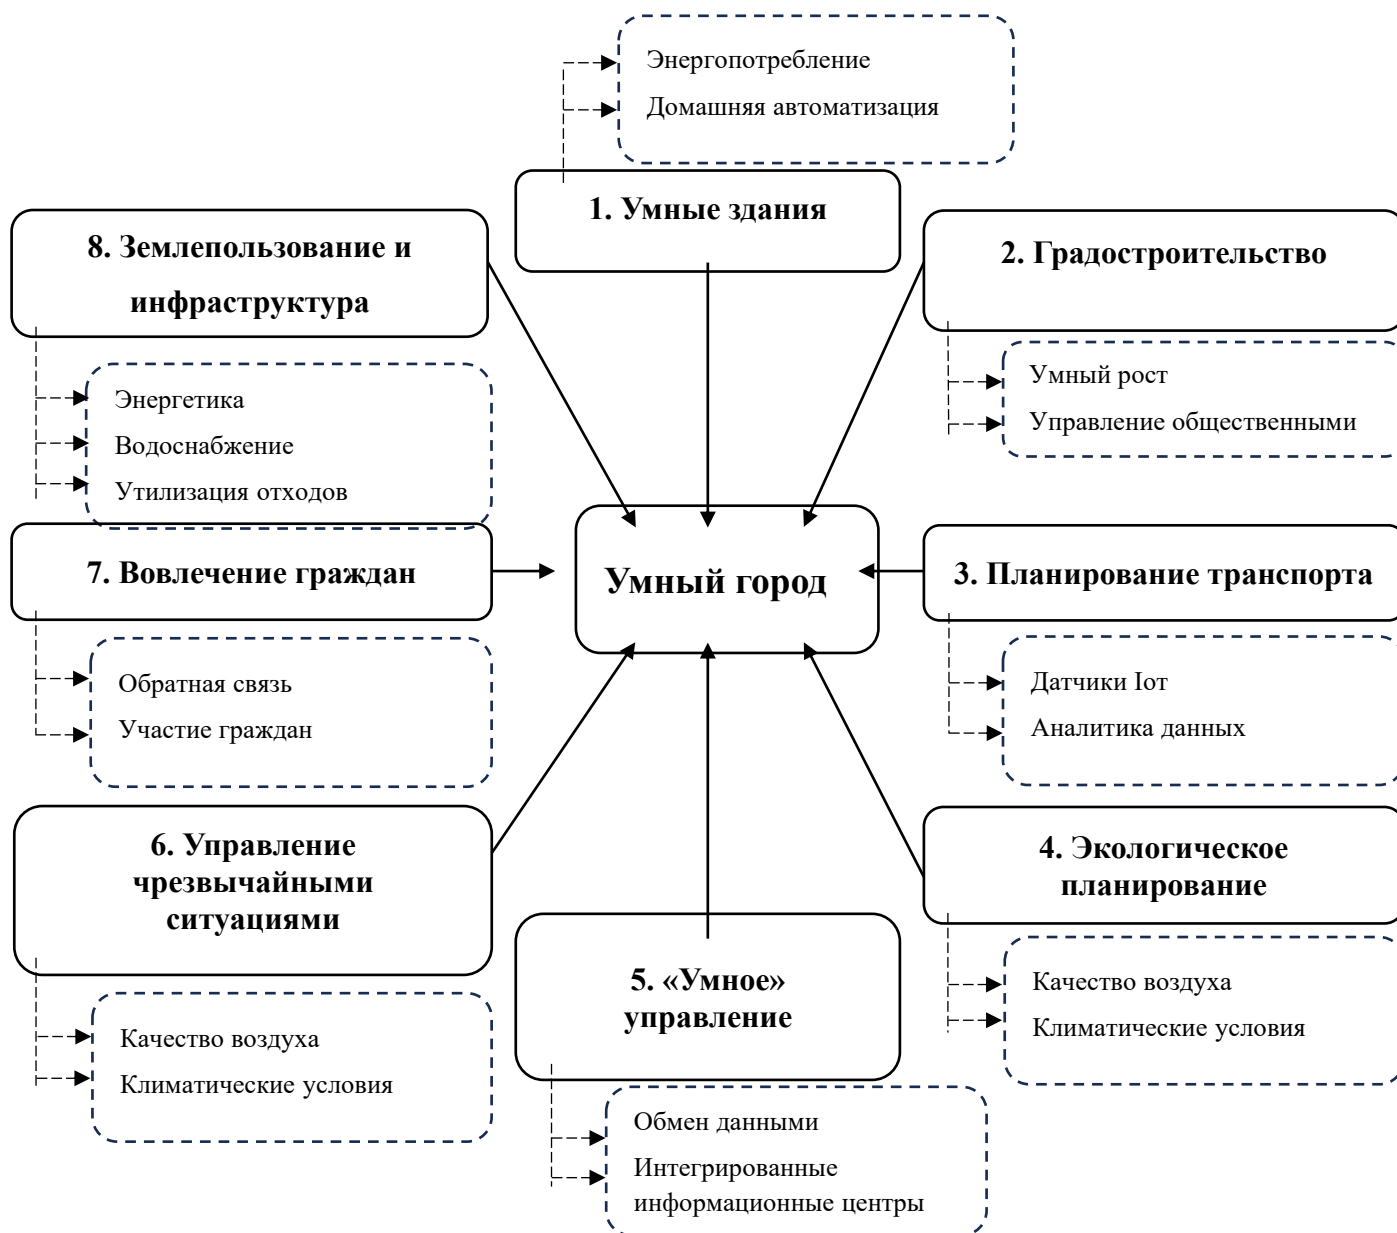 Энергопотребление
Домашняя автоматизация
1. Умные здания
8. Землепользование и
инфраструктура
2. Градостроительство
Энергетика
Водоснабжение
Утилизация отходов
Умный рост
Управление общественными
7. Вовлечение граждан
Умный город
3. Планирование транспорта
Обратная связь
Участие граждан
Датчики Iот
Аналитика данных
6. Управление
чрезвычайными
ситуациями
4. Экологическое
планирование
5. «Умное»
управление
Качество воздуха
Климатические условия
Качество воздуха
Климатические условия
Обмен данными
Интегрированные
информационные центры